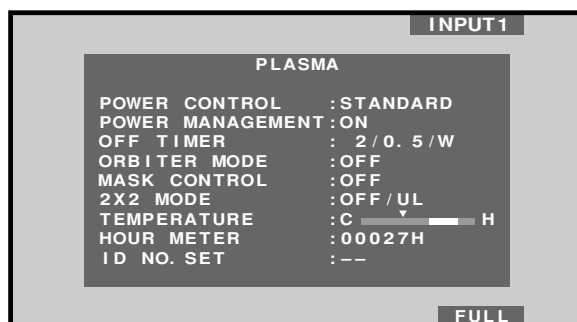 INPUT1
PLASMA
POWER CONTROL :STANDARD
POWER MANAGEMENT:ON
OFF TIMER : 2/0.5/W
ORBITER MODE :OFF
MASK CONTROL :OFF
2X2 MODE :OFF/UL
TEMPERATURE :C H
HOUR METER :00027H
ID NO. SET :--
FULL